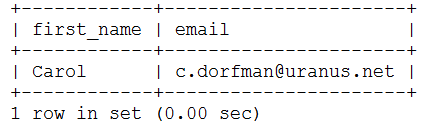 +------------+----------------------+
| first_name | email                |
+------------+----------------------+
| Carol      | c.dorfman@uranus.net |
+------------+----------------------+
1 row in set (0.00 sec)